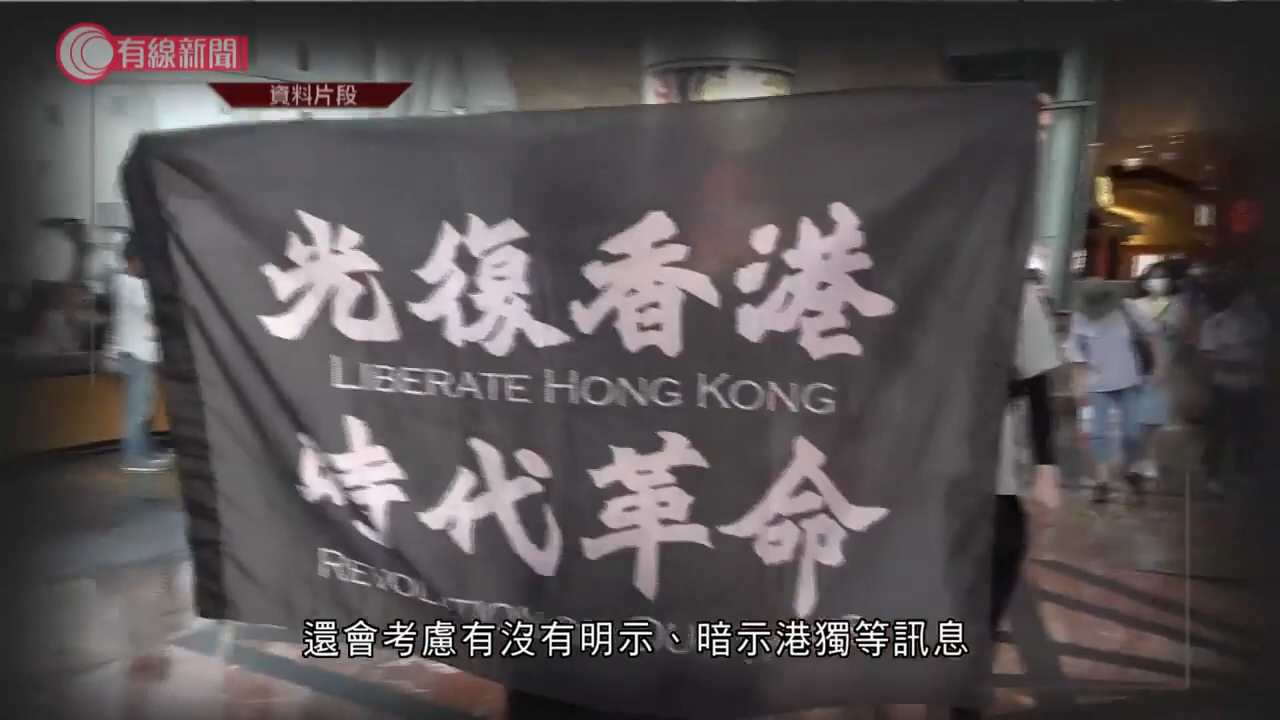 有線新聞
資料片段
光復香港
LIBERATE HONG KONG
時代革命
還會考慮有沒有明示、暗示港獨等訊息